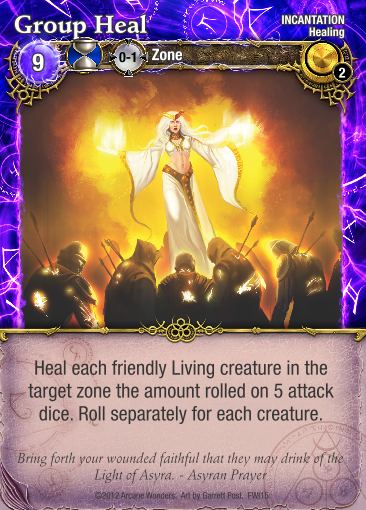 Group Heal
INCANTATION
Healing
9
0-1
Zone
2
Heal each friendly Living creature in the
target zone the amount rolled on 5 attack
dice. Roll separately for each creature.
Bring forth your wounded faithful that they may drink of the
Light of Asyra. - Asyran Prayer
©2012 Arcane Wonders. Art by Garrett Post. FWI15